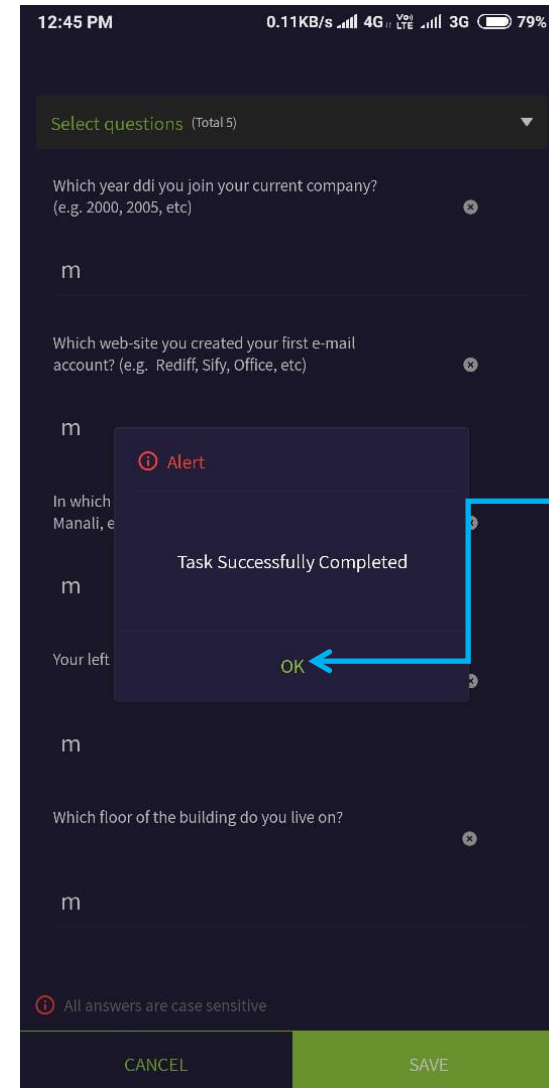 12:45 PM 0.11KB/s 4G VoLTE 3G 79%
Select questions (Total 5)
Which year ddi you join your current company?
(e.g. 2000, 2005, etc)
m
Which web-site you created your first e-mail
account? (e.g. Rediff, Sify, Office, etc)
m
Alert
In which
Manali, e
Task Successfully Completed
m
Your left
OK
m
Which floor of the building do you live on?
m
All answers are case sensitive
CANCEL SAVE